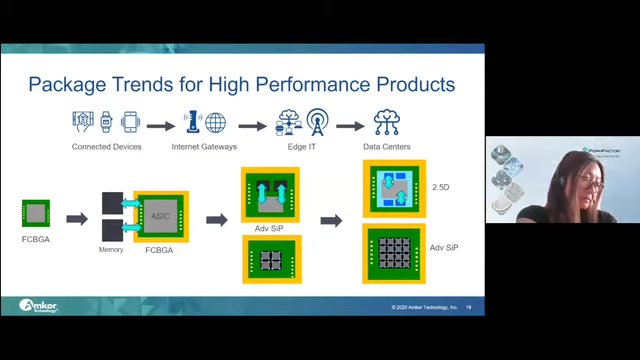 Package Trends for High Performance Products
Connected Devices
Internet Gateways
Edge IT
Data Centers
FCBGA
Memory
ASIC
FCBGA
Adv SiP
2.5D
Adv SiP
Amkor
Technology
© 2020 Amkor Technology, Inc.
19
FORMFACTOR